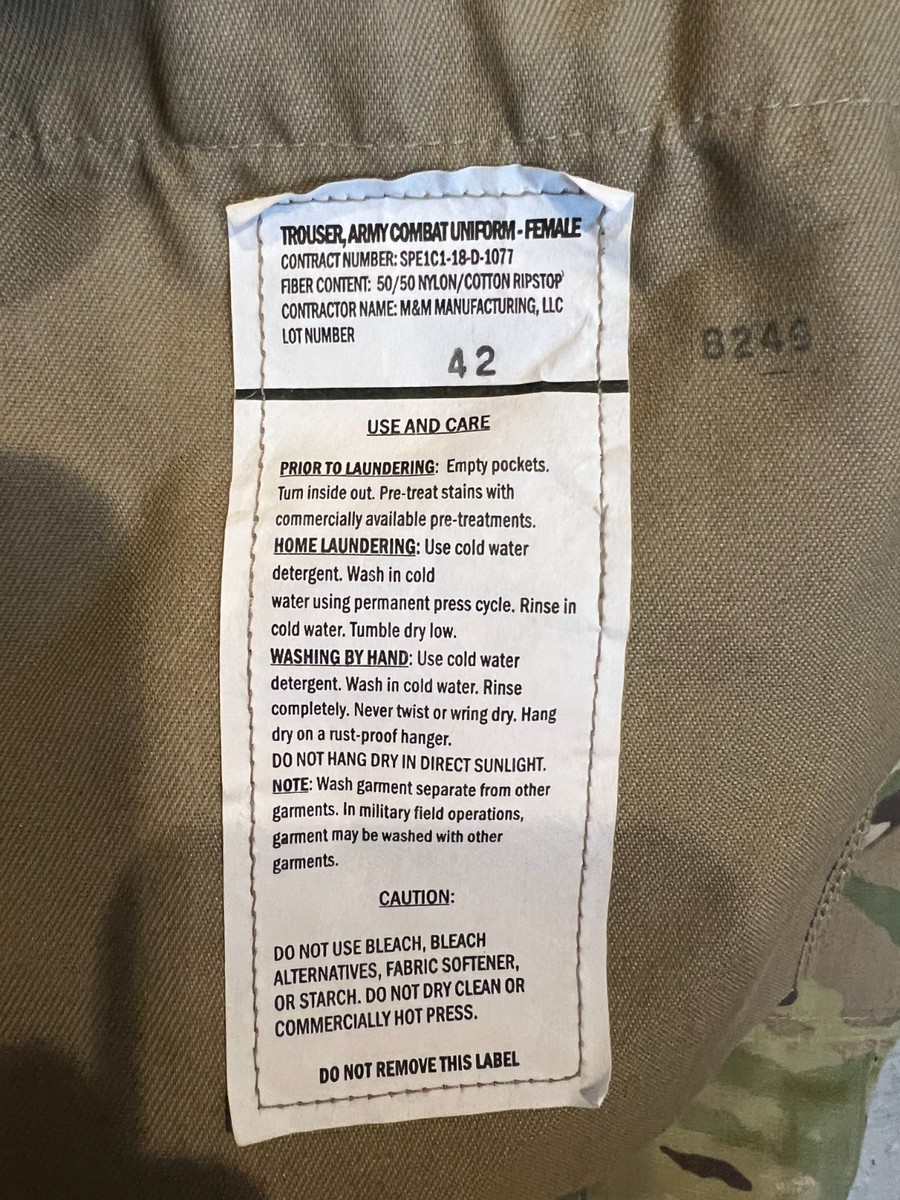 TROUSER, ARMY COMBAT UNIFORM - FEMALE
CONTRACT NUMBER: SPE1C1-18-D-1077
FIBER CONTENT: 50/50 NYLON/COTTON RIPSTOP
CONTRACTOR NAME: M&M MANUFACTURING, LLC
LOT NUMBER
42
USE AND CARE
PRIOR TO LAUNDERING: Empty pockets.
Turn inside out. Pre-treat stains with
commercially available pre-treatments.
HOME LAUNDERING: Use cold water
detergent. Wash in cold
water using permanent press cycle. Rinse in
cold water. Tumble dry low.
WASHING BY HAND: Use cold water
detergent. Wash in cold water. Rinse
completely. Never twist or wring dry. Hang
dry on a rust-proof hanger.
DO NOT HANG DRY IN DIRECT SUNLIGHT.
NOTE: Wash garment separate from other
garments. In military field operations,
garment may be washed with other
garments.
CAUTION:
DO NOT USE BLEACH, BLEACH
ALTERNATIVES, FABRIC SOFTENER,
OR STARCH. DO NOT DRY CLEAN OR
COMMERCIALLY HOT PRESS.
DO NOT REMOVE THIS LABEL